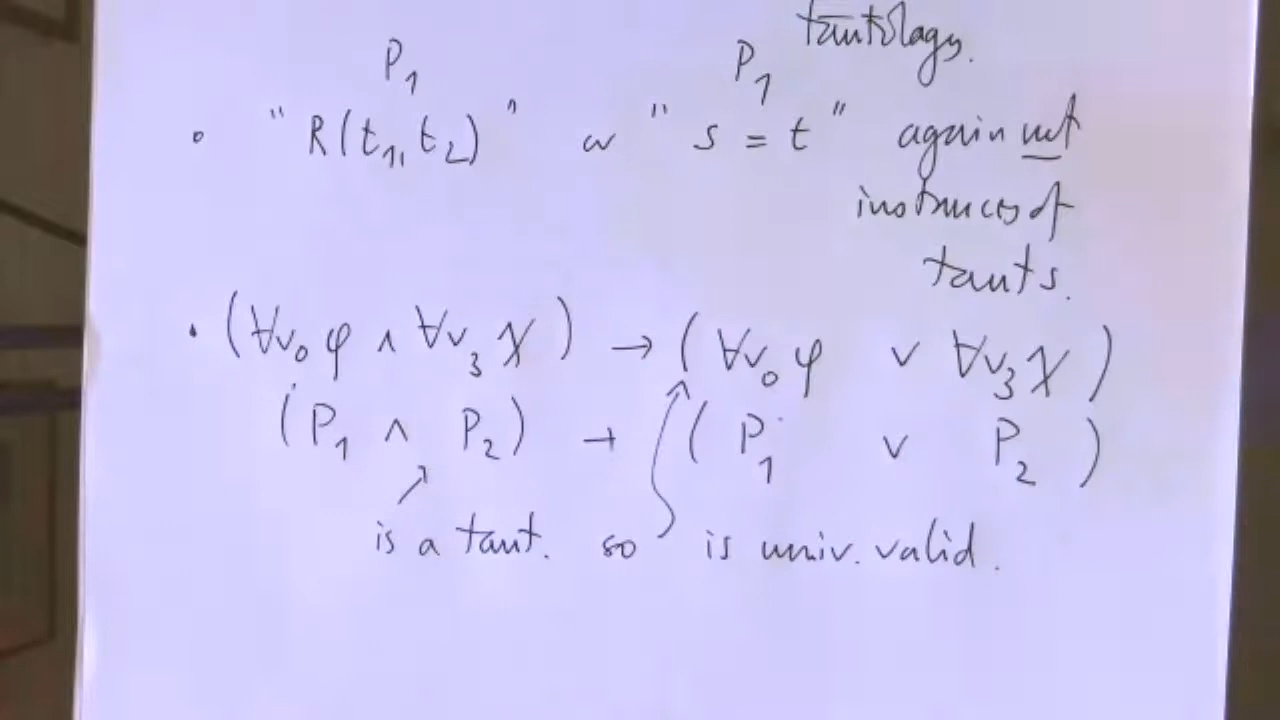 tautology.
P₁ P₁
∘ " R(t₁, t₂) " or " s = t " again not
instances of
tauts.
· (∀v₀ φ ∧ ∀v₃ χ) → (∀v₀ φ ∨ ∀v₃ χ)
(P₁ ∧ P₂) → (P₁ ∨ P₂)
is a taut. so is univ. valid.